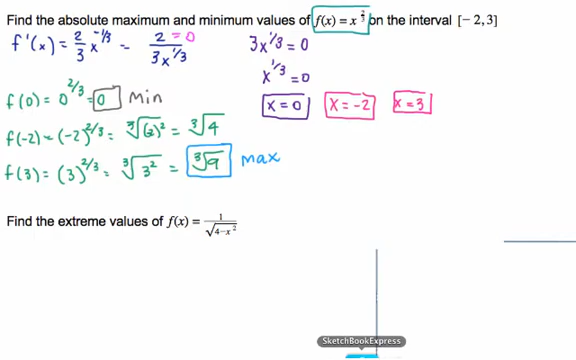 Find the absolute maximum and minimum values of f(x) = x^(2/3) on the interval [− 2, 3]
f'(x) = 2/3 x^(-1/3) = 2 = 0 / 3x^(1/3)   3x^(1/3) = 0
x^(1/3) = 0
f(0) = 0^(2/3) = 0 min   x = 0   x = -2   x = 3
f(-2) = (-2)^(2/3) = ∛(-2)² = ∛4
f(3) = (3)^(2/3) = ∛3² = ∛9 max
Find the extreme values of f(x) = 1/√(4−x²)
SketchBookExpress